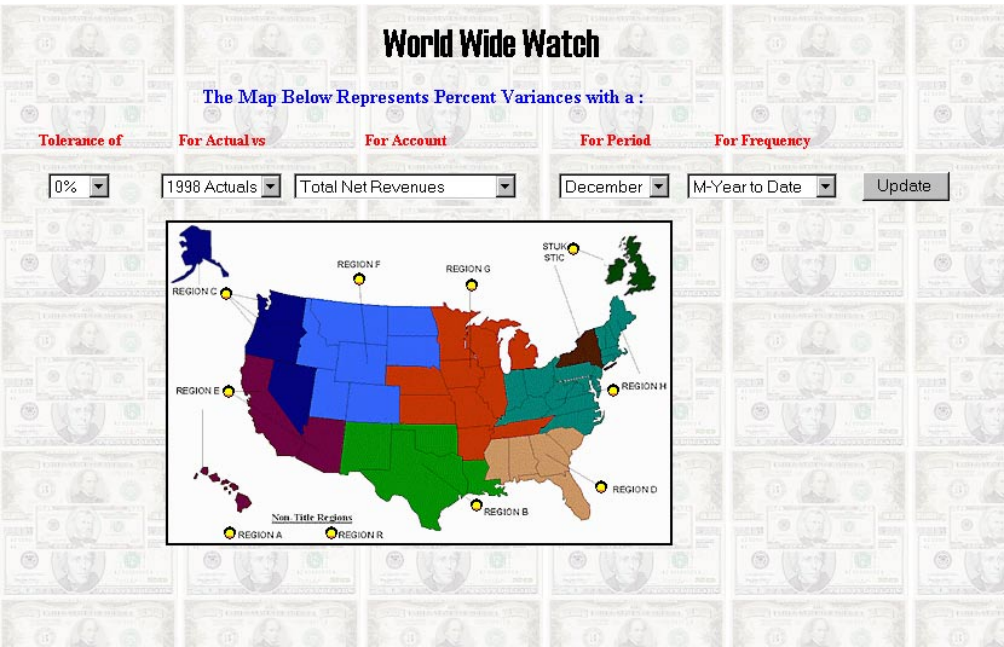 World Wide Watch
The Map Below Represents Percent Variances with a :
Tolerance of For Actual vs For Account For Period For Frequency
0% 1998 Actuals Total Net Revenues December M-Year to Date Update
STUK
STIC
REGION F
REGION G
REGION C
REGION E
REGION H
REGION D
REGION B
Non-Title Regions
REGION A REGION R